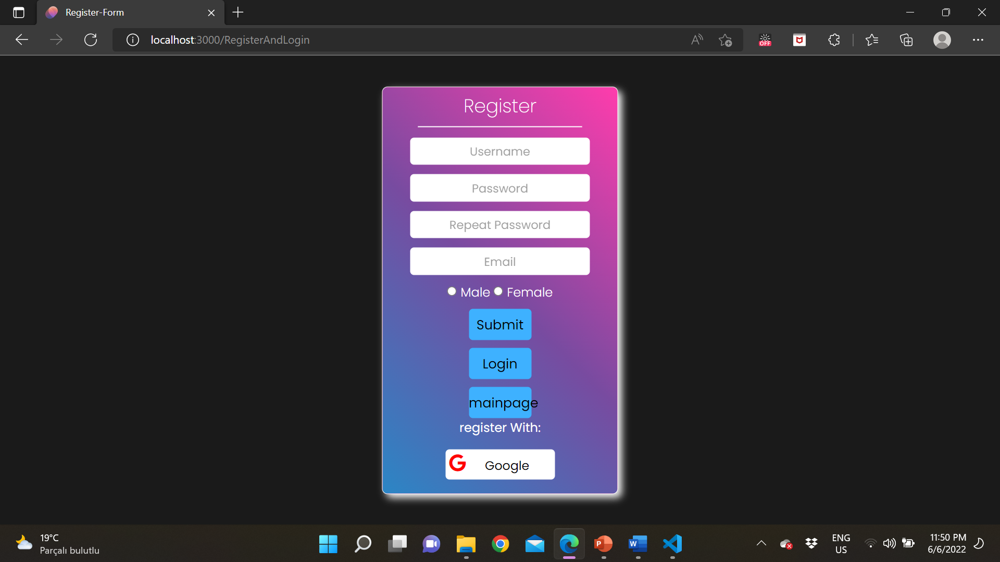 Register-Form
localhost:3000/RegisterAndLogin
OFF
Register
Username
Password
Repeat Password
Email
Male Female
Submit
Login
mainpage
register With:
G Google
19°C
Parçalı bulutlu
P
W
ENG
US
11:50 PM
6/6/2022